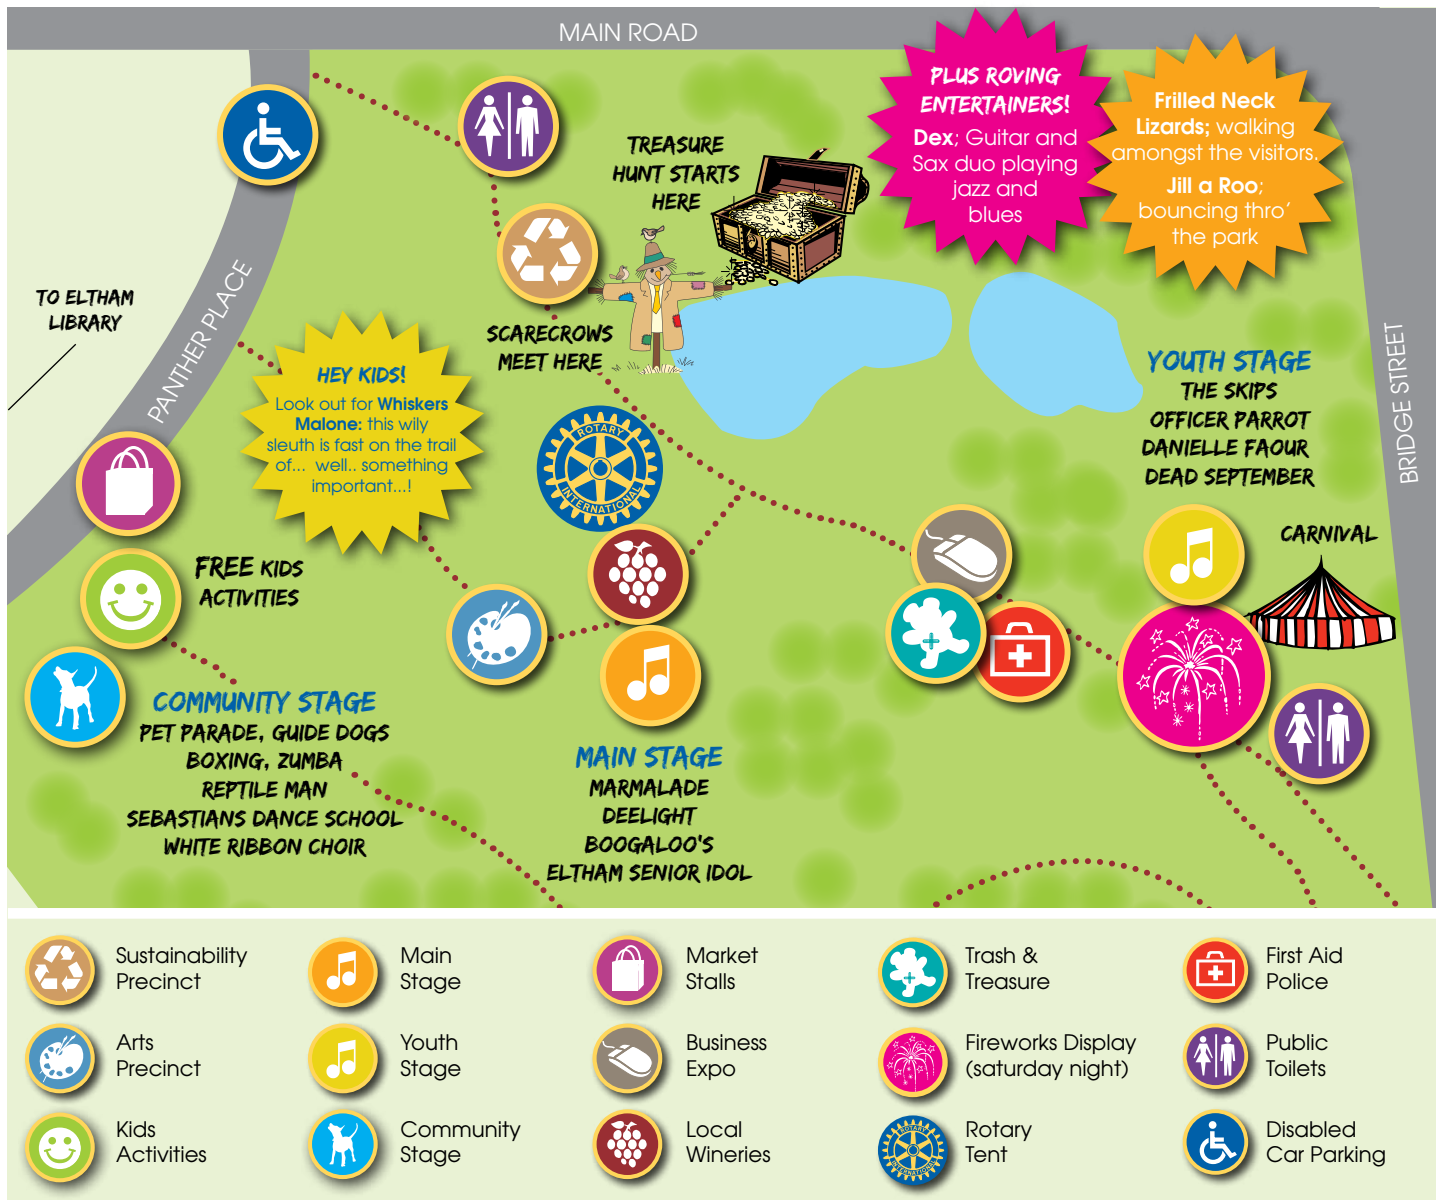 MAIN ROAD
PLUS ROVING
ENTERTAINERS!
Dex; Guitar and
Sax duo playing
jazz and
blues
Frilled Neck
Lizards; walking
amongst the visitors.
Jill a Roo;
bouncing thro'
the park
TREASURE
HUNT STARTS
HERE
TO ELTHAM
LIBRARY
PANTHER PLACE
SCARECROWS
MEET HERE
HEY KIDS!
Look out for Whiskers
Malone: this wily
sleuth is fast on the trail
of... well.. something
important...!
ROTARY
INTERNATIONAL
YOUTH STAGE
THE SKIPS
OFFICER PARROT
DANIELLE FAOUR
DEAD SEPTEMBER
BRIDGE STREET
CARNIVAL
FREE KIDS
ACTIVITIES
COMMUNITY STAGE
PET PARADE, GUIDE DOGS
BOXING, ZUMBA
REPTILE MAN
SEBASTIANS DANCE SCHOOL
WHITE RIBBON CHOIR
MAIN STAGE
MARMALADE
DEELIGHT
BOOGALOO'S
ELTHAM SENIOR IDOL
Sustainability
Precinct
Main
Stage
Market
Stalls
Trash &
Treasure
First Aid
Police
Arts
Precinct
Youth
Stage
Business
Expo
Fireworks Display
(saturday night)
Public
Toilets
Kids
Activities
Community
Stage
Local
Wineries
ROTARY
INTERNATIONAL
Rotary
Tent
Disabled
Car Parking